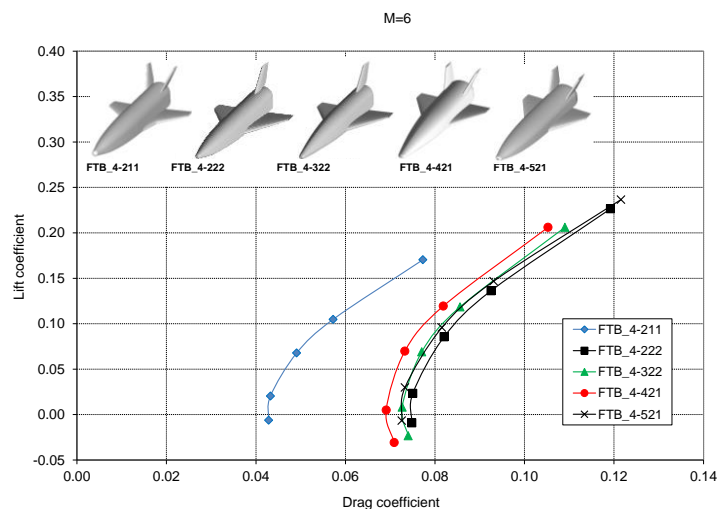 M=6
0.40
0.35
0.30
0.25
0.20
0.15
0.10
0.05
0.00
-0.05
Lift coefficient
FTB_4-211
FTB_4-222
FTB_4-322
FTB_4-421
FTB_4-521
FTB_4-211
FTB_4-222
FTB_4-322
FTB_4-421
FTB_4-521
0.00 0.02 0.04 0.06 0.08 0.10 0.12 0.14
Drag coefficient